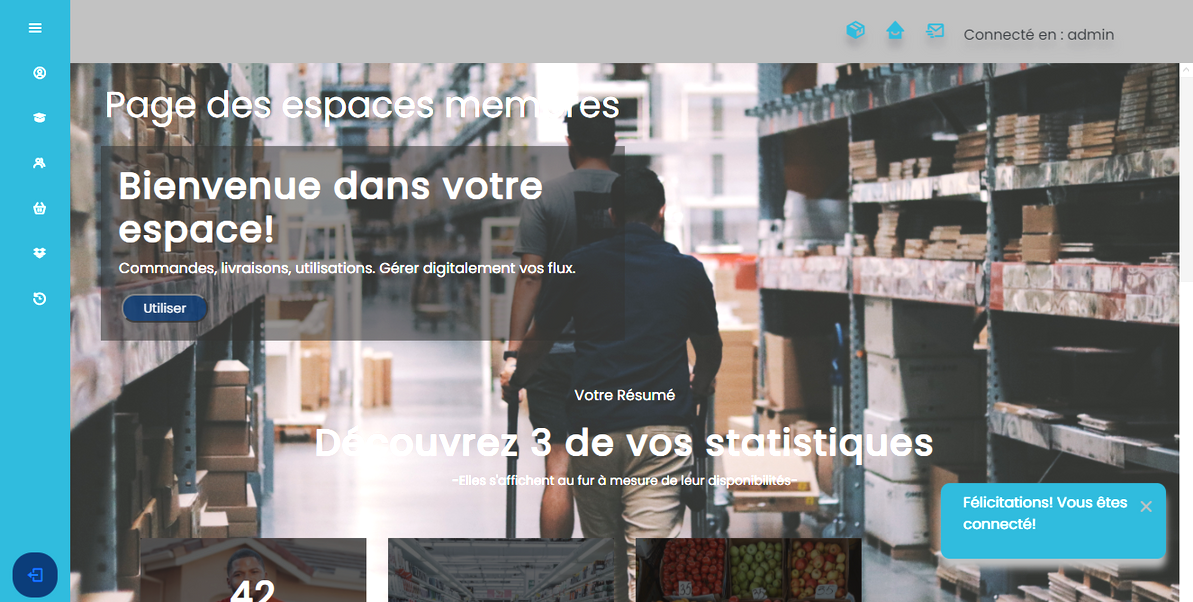 Connecté en : admin
Page des espaces membres
Bienvenue dans votre
espace!
Commandes, livraisons, utilisations. Gérer digitalement vos flux.
Utiliser
Votre Résumé
Découvrez 3 de vos statistiques
-Elles s'affichent au fur à mesure de leur disponibilités-
Félicitations! Vous êtes
connecté!
42